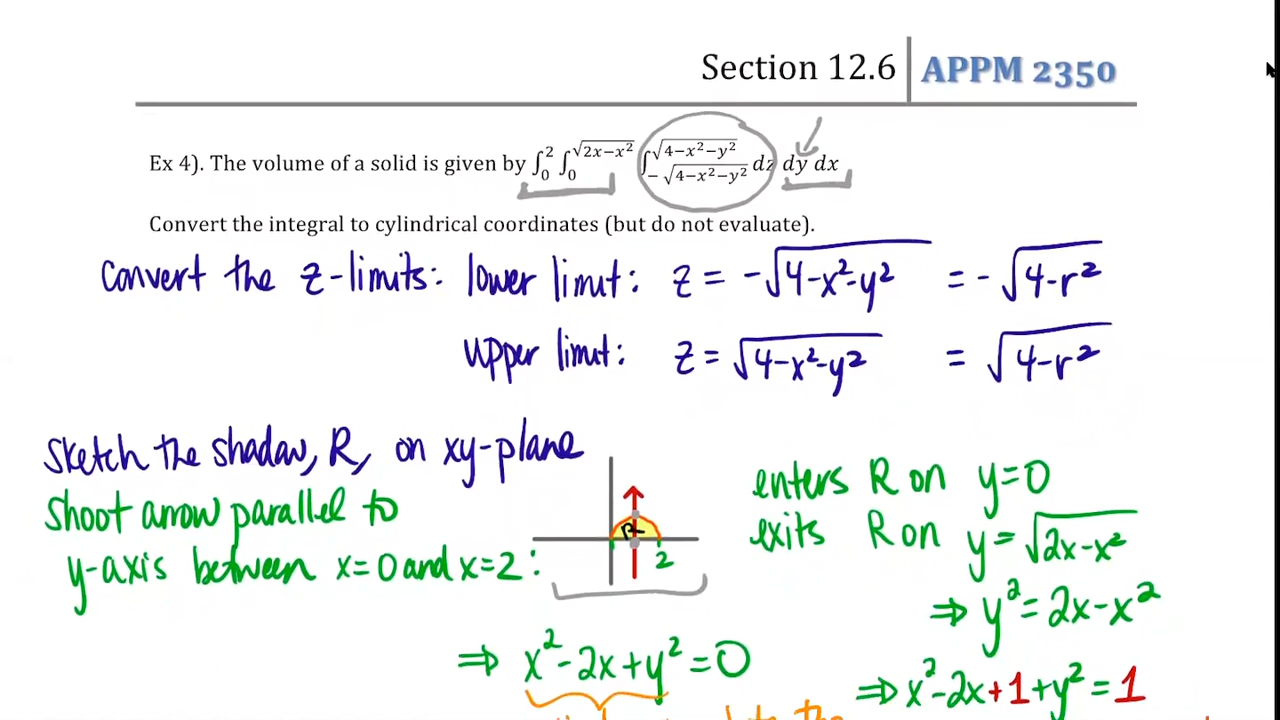 Section 12.6 | APPM 2350
Ex 4). The volume of a solid is given by ∫₀² ∫₀^√(2x−x²) ∫_{−√(4−x²−y²)}^{√(4−x²−y²)} dz dy dx
Convert the integral to cylindrical coordinates (but do not evaluate).
Convert the z-limits: lower limit: z = -√(4-x²-y²) = -√(4-r²)
upper limit: z = √(4-x²-y²) = √(4-r²)
Sketch the shadow, R, on xy-plane
Shoot arrow parallel to
y-axis between x=0 and x=2:
R
2
enters R on y=0
exits R on y=√(2x-x²)
⇒ y²=2x-x²
⇒ x²-2x+y²=0
⇒ x²-2x+1+y²=1